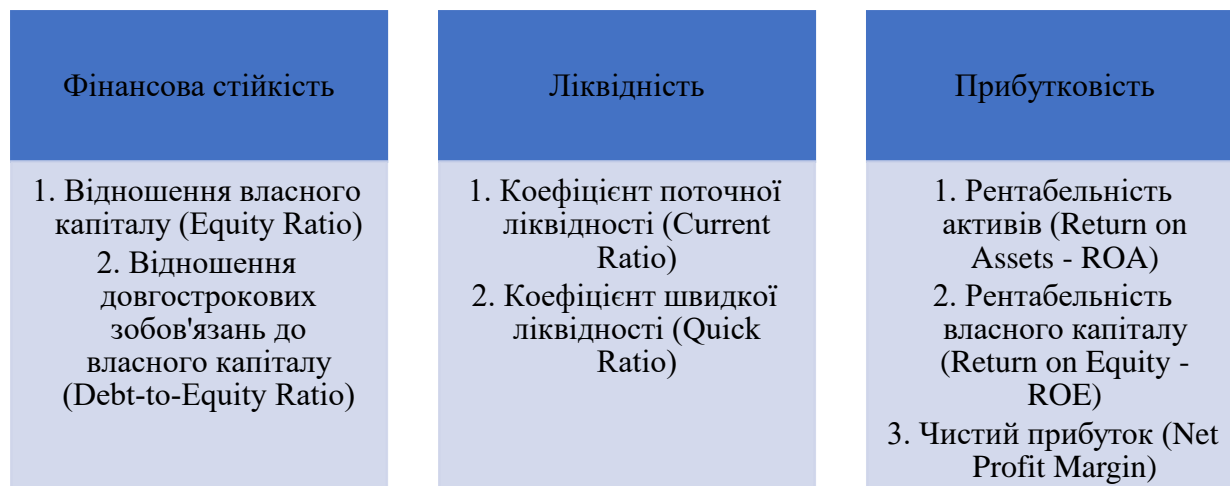 Фінансова стійкість
1. Відношення власного
капіталу (Equity Ratio)
2. Відношення
довгострокових
зобов'язань до
власного капіталу
(Debt-to-Equity Ratio)
Ліквідність
1. Коефіцієнт поточної
ліквідності (Current
Ratio)
2. Коефіцієнт швидкої
ліквідності (Quick
Ratio)
Прибутковість
1. Рентабельність
активів (Return on
Assets - ROA)
2. Рентабельність
власного капіталу
(Return on Equity -
ROE)
3. Чистий прибуток (Net
Profit Margin)